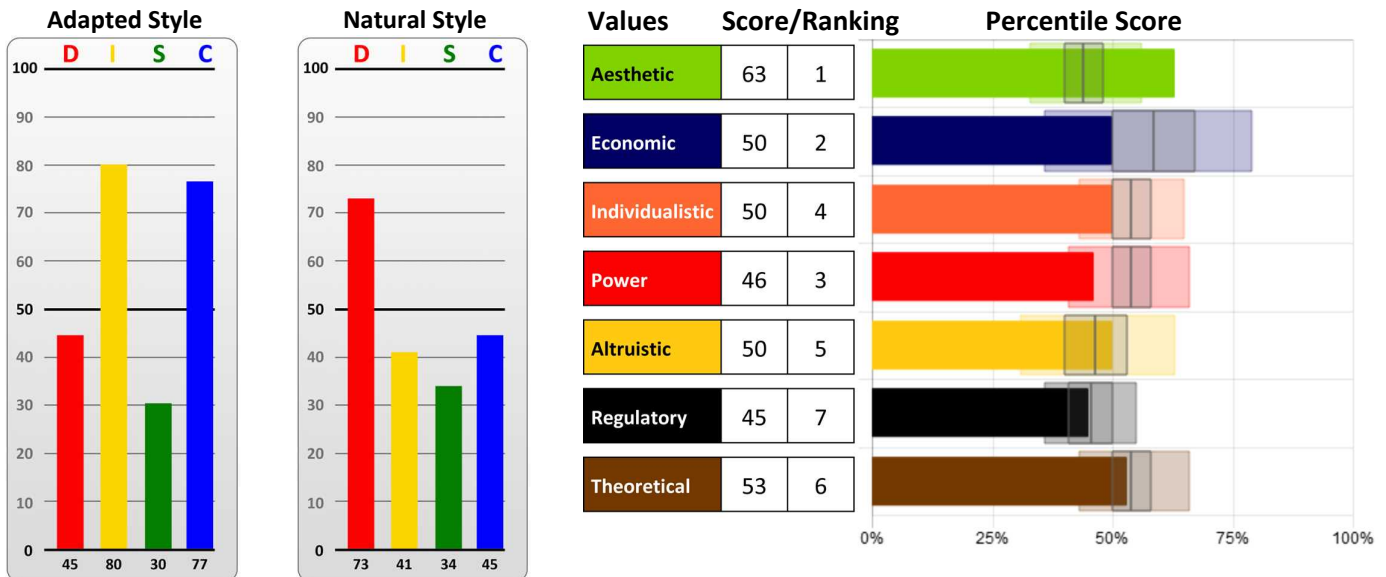 Adapted Style
D I S C
100
90
80
70
60
50
40
30
20
10
0
45 80 30 77
Natural Style
D I S C
100
90
80
70
60
50
40
30
20
10
0
73 41 34 45
Values Score/Ranking Percentile Score
Aesthetic 63 1
Economic 50 2
Individualistic 50 4
Power 46 3
Altruistic 50 5
Regulatory 45 7
Theoretical 53 6
0% 25% 50% 75% 100%